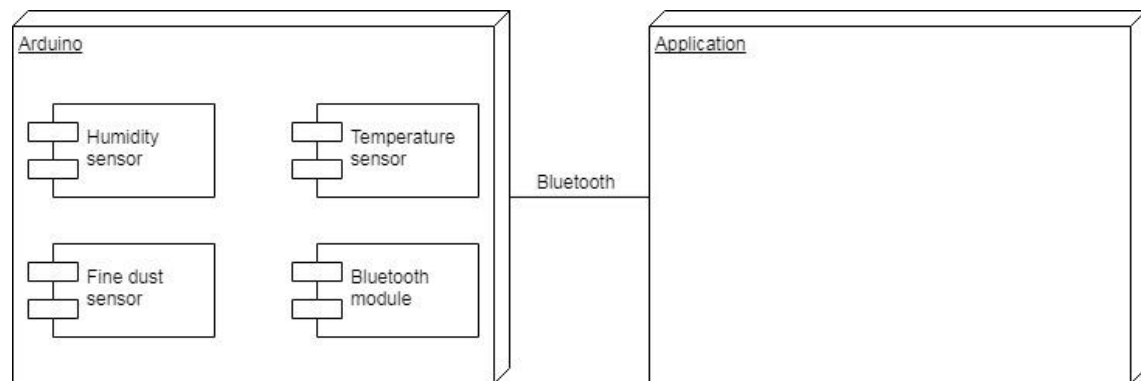 Arduino
Application
Humidity
sensor
Temperature
sensor
Bluetooth
Fine dust
sensor
Bluetooth
module